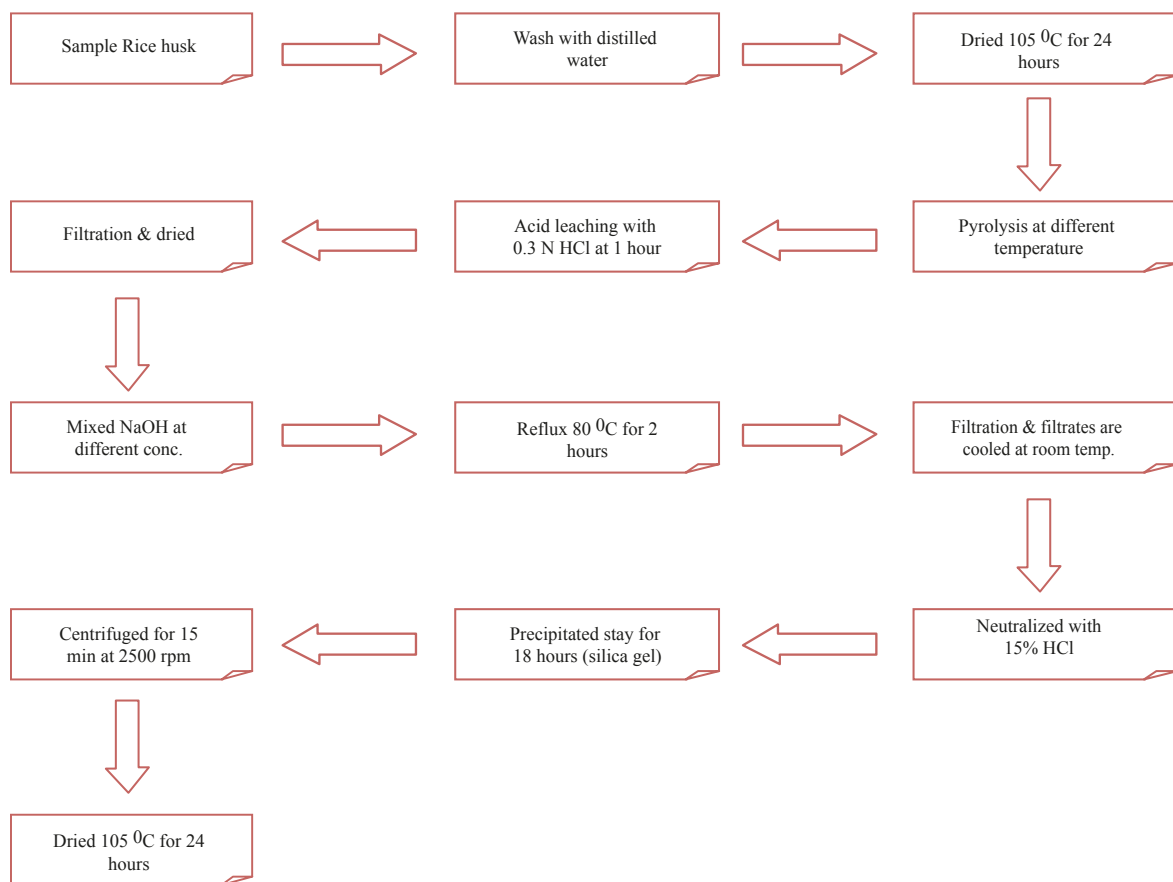 Sample Rice husk
Wash with distilled
water
Dried 105 ⁰C for 24
hours
Pyrolysis at different
temperature
Acid leaching with
0.3 N HCl at 1 hour
Filtration & dried
Mixed NaOH at
different conc.
Reflux 80 ⁰C for 2
hours
Filtration & filtrates are
cooled at room temp.
Neutralized with
15% HCl
Precipitated stay for
18 hours (silica gel)
Centrifuged for 15
min at 2500 rpm
Dried 105 ⁰C for 24
hours